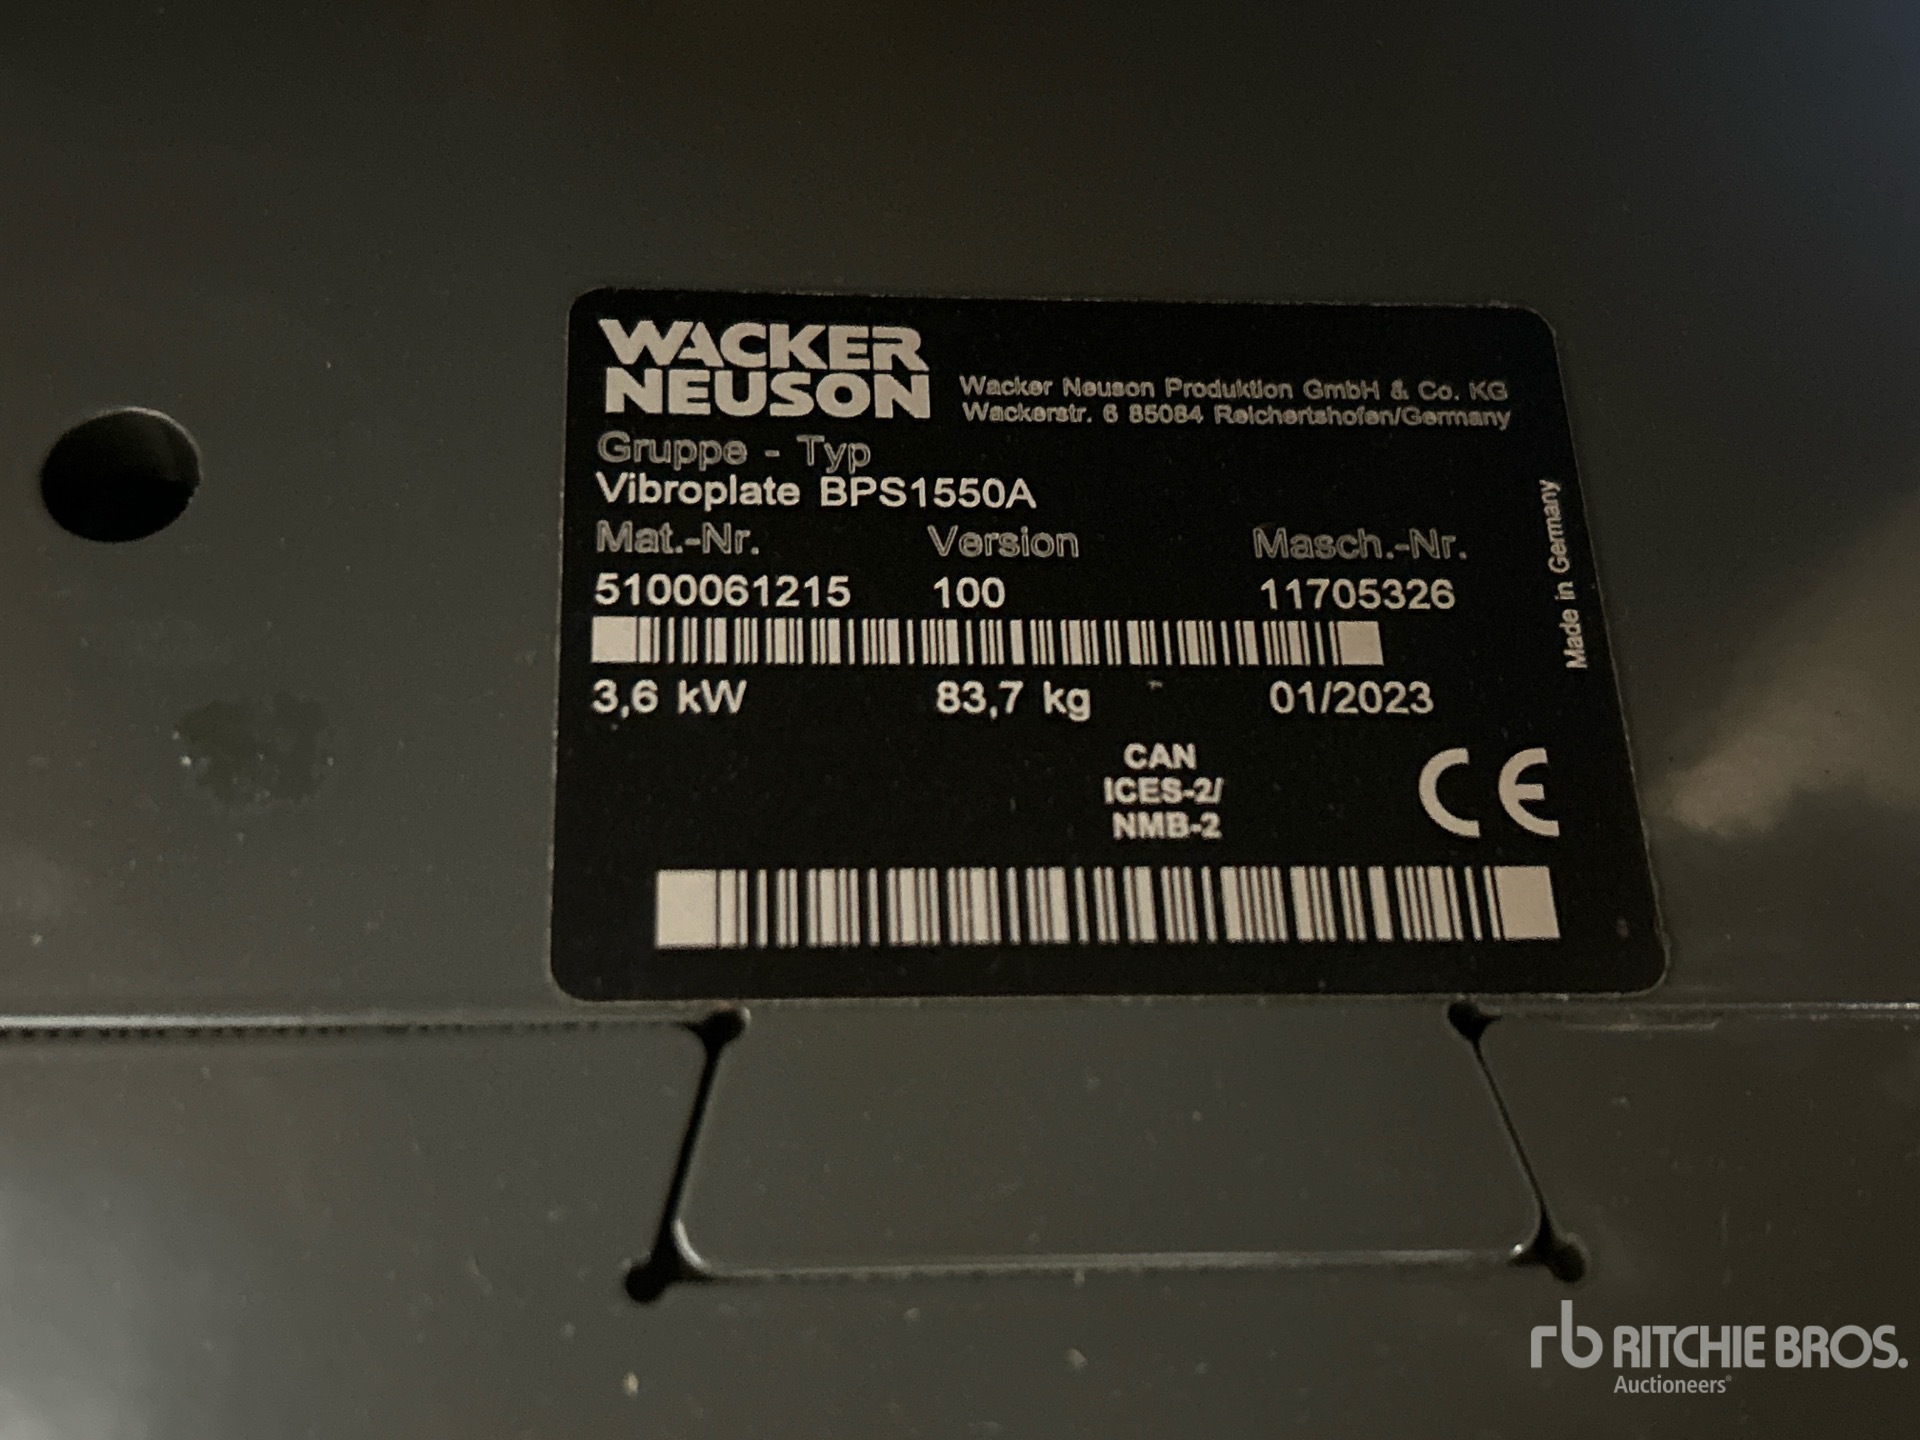 WACKER
NEUSON
Wacker Neuson Produktion GmbH & Co. KG
Wackerstr. 6 85084 Reichertshofen/Germany
Gruppe - Typ
Vibroplate BPS1550A
Mat.-Nr. Version Masch.-Nr.
5100061215 100 11705326
3,6 kW 83,7 kg 01/2023
Made in Germany
CAN
ICES-2/
NMB-2
CE
rb RITCHIE BROS.
Auctioneers®